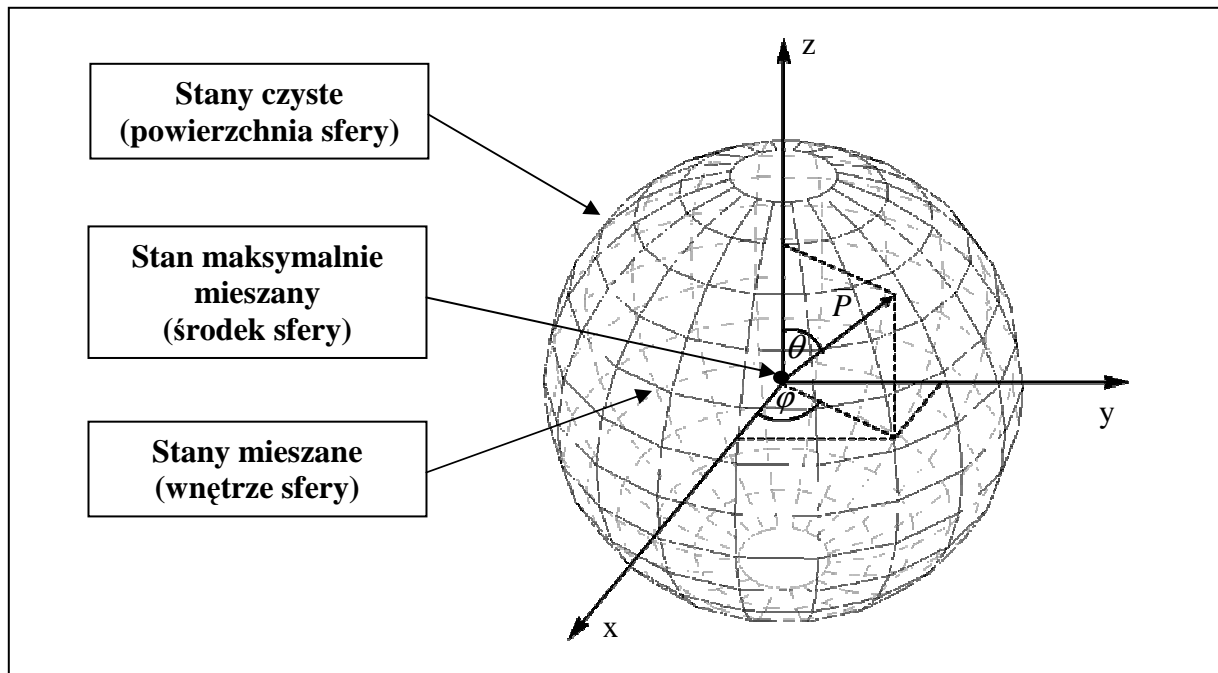 z
Stany czyste
(powierzchnia sfery)
Stan maksymalnie
mieszany
(środek sfery)
P
θ
φ
y
Stany mieszane
(wnętrze sfery)
x